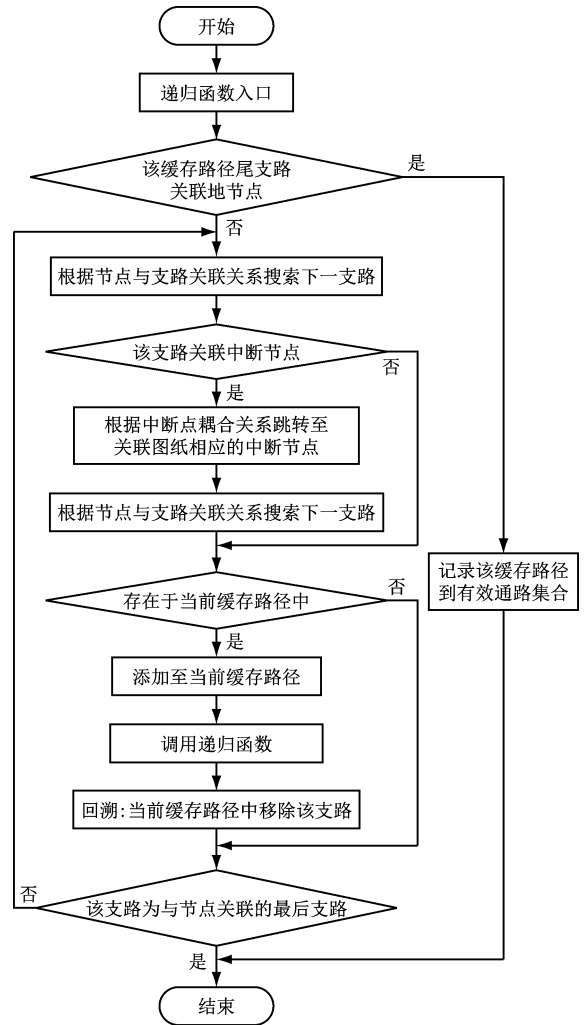 开始
递归函数入口
该缓存路径尾支路
关联地节点
是
否
根据节点与支路关联关系搜索下一支路
该支路关联中断节点
否
是
根据中断点耦合关系跳转至
关联图纸相应的中断节点
根据节点与支路关联关系搜索下一支路
记录该缓存路径
到有效通路集合
存在于当前缓存路径中
否
是
添加至当前缓存路径
调用递归函数
回溯:当前缓存路径中移除该支路
否
该支路为与节点关联的最后支路
是
结束